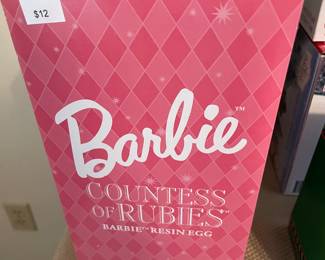 $12
Barbie™
COUNTESS
OF RUBIES™
BARBIE™ RESIN EGG